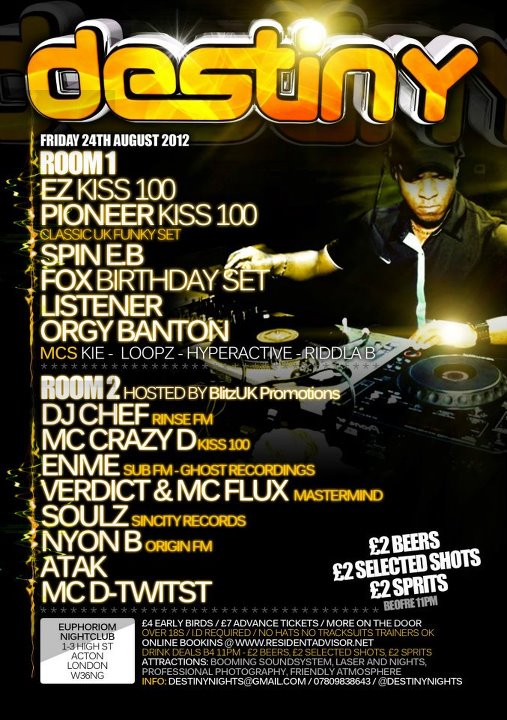 destiny
FRIDAY 24TH AUGUST 2012
ROOM 1
EZ KISS 100
PIONEER KISS 100
CLASSIC UK FUNKY SET
SPIN E.B
FOX BIRTHDAY SET
LISTENER
ORGY BANTON
MCS KIE - LOOPZ - HYPERACTIVE - RIDDLA B
ROOM 2 HOSTED BY BlitzUK Promotions
DJ CHEF RINSE FM
MC CRAZY D KISS 100
ENME SUB FM - GHOST RECORDINGS
VERDICT & MC FLUX MASTERMIND
SOULZ SINCITY RECORDS
NYON B ORIGIN FM
ATAK
MC D-TWITST
£2 BEERS
£2 SELECTED SHOTS
£2 SPRITS
BEOFRE 11PM
EUPHORIOM
NIGHTCLUB
1-3 HIGH ST
ACTON
LONDON
W36NG
£4 EARLY BIRDS / £7 ADVANCE TICKETS / MORE ON THE DOOR
OVER 18S / I.D REQUIRED / NO HATS NO TRACKSUITS TRAINERS OK
ONLINE BOOKINS @ WWW.RESIDENTADVISOR.NET
DRINK DEALS B4 11PM - £2 BEERS, £2 SELECTED SHOTS, £2 SPRITS
ATTRACTIONS: BOOMING SOUNDSYSTEM, LASER AND NIGHTS,
PROFESSIONAL PHOTOGRAPHY, FRIENDLY ATMOSPHERE
INFO: DESTINYNIGHTS@GMAIL.COM / 07809838643 / @DESTINYNIGHTS